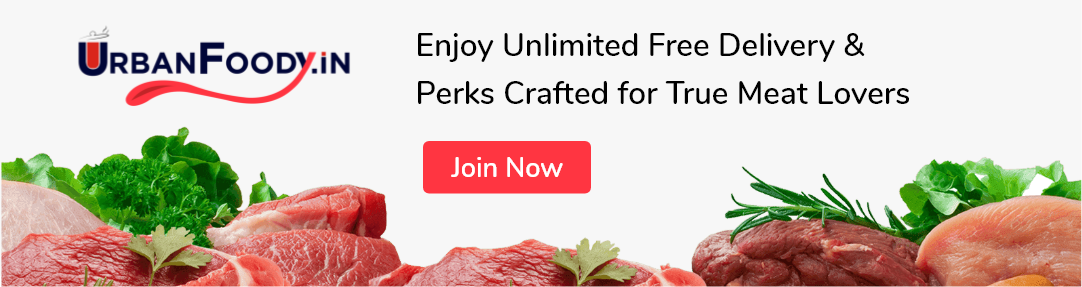 URBANFOODY.IN
Enjoy Unlimited Free Delivery &
Perks Crafted for True Meat Lovers
Join Now